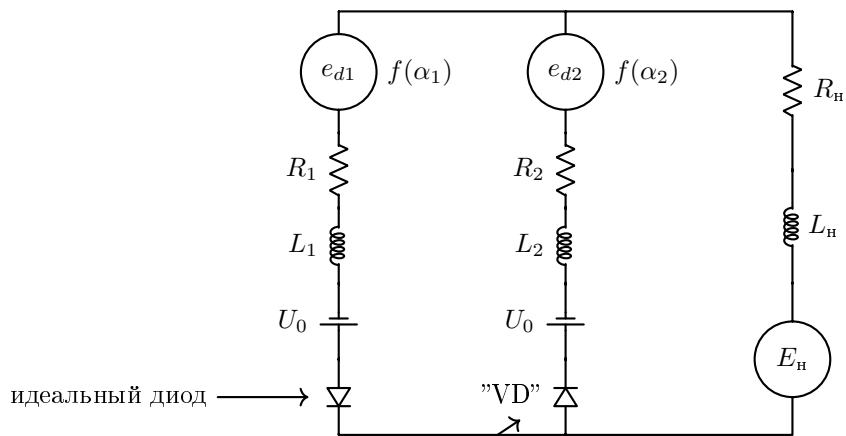 e_{d1} f(α_1) e_{d2} f(α_2)
R_н
R_1 R_2
L_1 L_2 L_н
U_0 U_0
E_н
идеальный диод "VD"